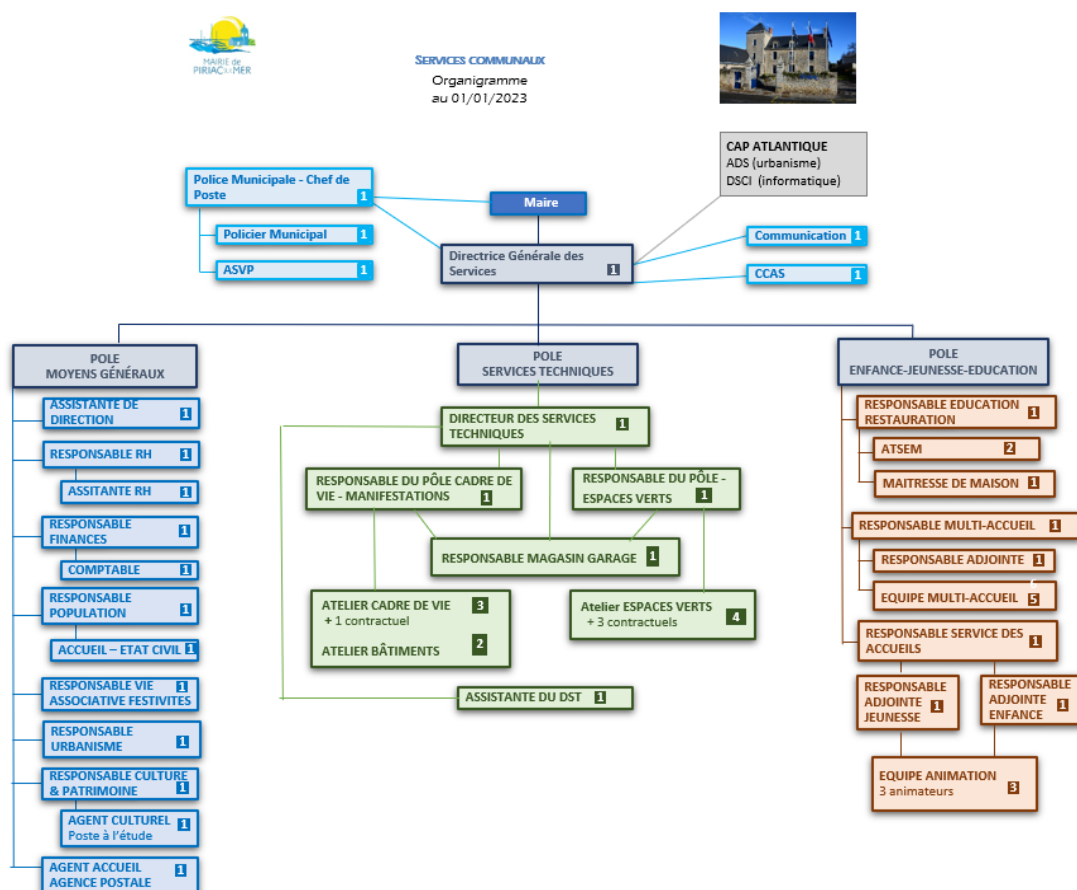 MAIRIE de
PIRIAC SUR MER
SERVICES COMMUNAUX
Organigramme
au 01/01/2023
CAP ATLANTIQUE
ADS (urbanisme)
DSCI (informatique)
Police Municipale - Chef de
Poste 1
Policier Municipal 1
ASVP 1
Maire
Directrice Générale des
Services 1
Communication 1
CCAS 1
POLE
MOYENS GÉNÉRAUX
ASSISTANTE DE
DIRECTION 1
RESPONSABLE RH 1
ASSITANTE RH 1
RESPONSABLE
FINANCES 1
COMPTABLE 1
RESPONSABLE
POPULATION 1
ACCUEIL – ETAT CIVIL 1
RESPONSABLE VIE 1
ASSOCIATIVE FESTIVITES
RESPONSABLE
URBANISME 1
RESPONSABLE CULTURE
& PATRIMOINE 1
AGENT CULTUREL 1
Poste à l'étude
AGENT ACCUEIL 1
AGENCE POSTALE
POLE
SERVICES TECHNIQUES
DIRECTEUR DES SERVICES
TECHNIQUES 1
RESPONSABLE DU PÔLE CADRE DE
VIE - MANIFESTATIONS 1
RESPONSABLE DU PÔLE -
ESPACES VERTS 1
RESPONSABLE MAGASIN GARAGE 1
ATELIER CADRE DE VIE 3
+ 1 contractuel
ATELIER BÂTIMENTS 2
Atelier ESPACES VERTS 4
+ 3 contractuels
ASSISTANTE DU DST 1
POLE
ENFANCE-JEUNESSE-EDUCATION
RESPONSABLE EDUCATION
RESTAURATION 1
ATSEM 2
MAITRESSE DE MAISON 1
RESPONSABLE MULTI-ACCUEIL 1
RESPONSABLE ADJOINTE 1
EQUIPE MULTI-ACCUEIL 5
RESPONSABLE SERVICE DES
ACCUEILS 1
RESPONSABLE
ADJOINTE 1
JEUNESSE
RESPONSABLE
ADJOINTE 1
ENFANCE
EQUIPE ANIMATION 3
3 animateurs